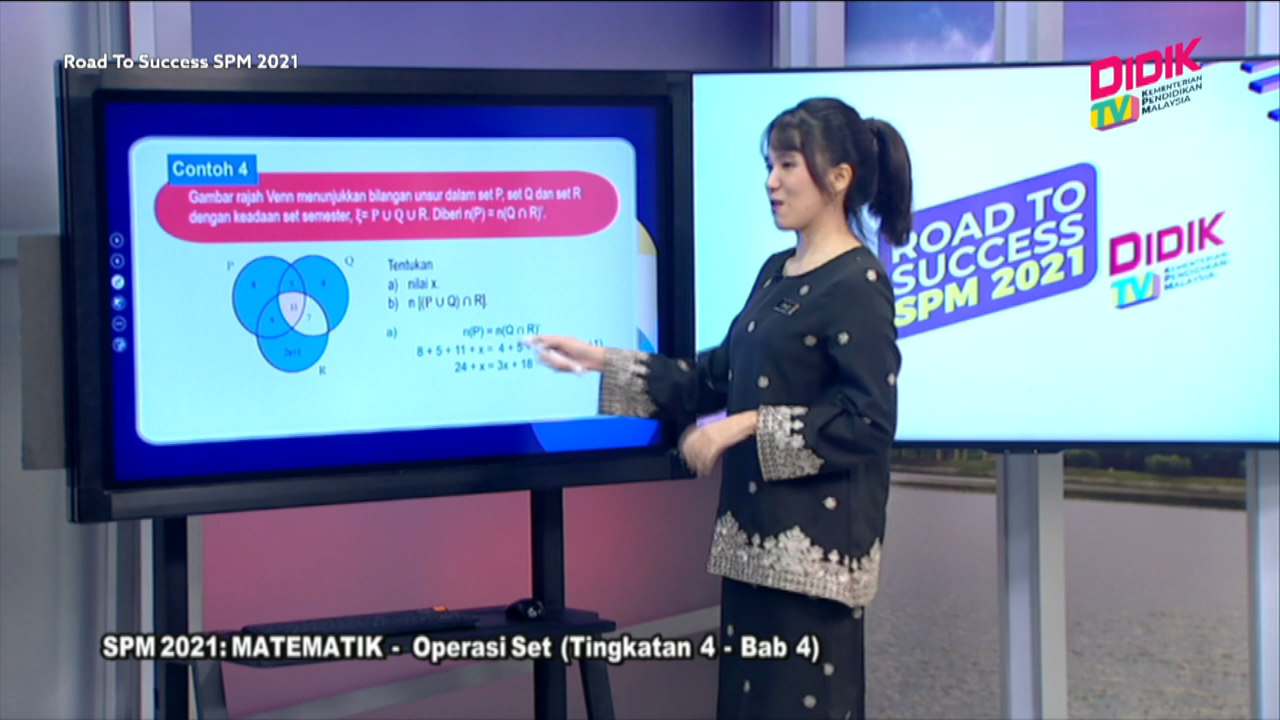 Road To Success SPM 2021
DIDIK
TV KEMENTERIAN
PENDIDIKAN
MALAYSIA
Contoh 4
Gambar rajah Venn menunjukkan bilangan unsur dalam set P, set Q dan set R
dengan keadaan set semester, ξ= P ∪ Q ∪ R. Diberi n(P) = n(Q ∩ R)'.
P
Q
11
7
R
Tentukan
a) nilai x.
b) n [(P ∪ Q) ∩ R].
a) n(P) = n(Q ∩ R)'
8 + 5 + 11 + x = 4 + 5
24 + x = 3x + 18
ROAD TO
SUCCESS
SPM 2021
DIDIK
TV KEMENTERIAN
PENDIDIKAN
MALAYSIA
SPM 2021: MATEMATIK - Operasi Set (Tingkatan 4 - Bab 4)